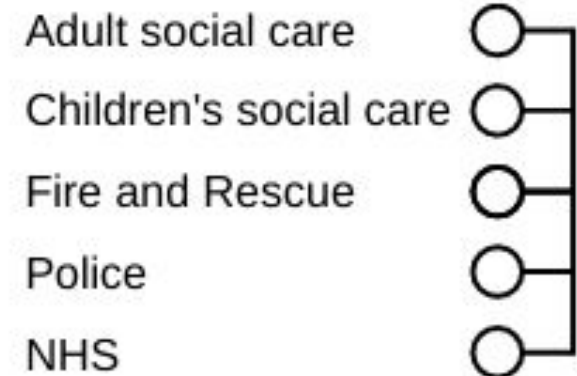 Adult social care
Children's social care
Fire and Rescue
Police
NHS